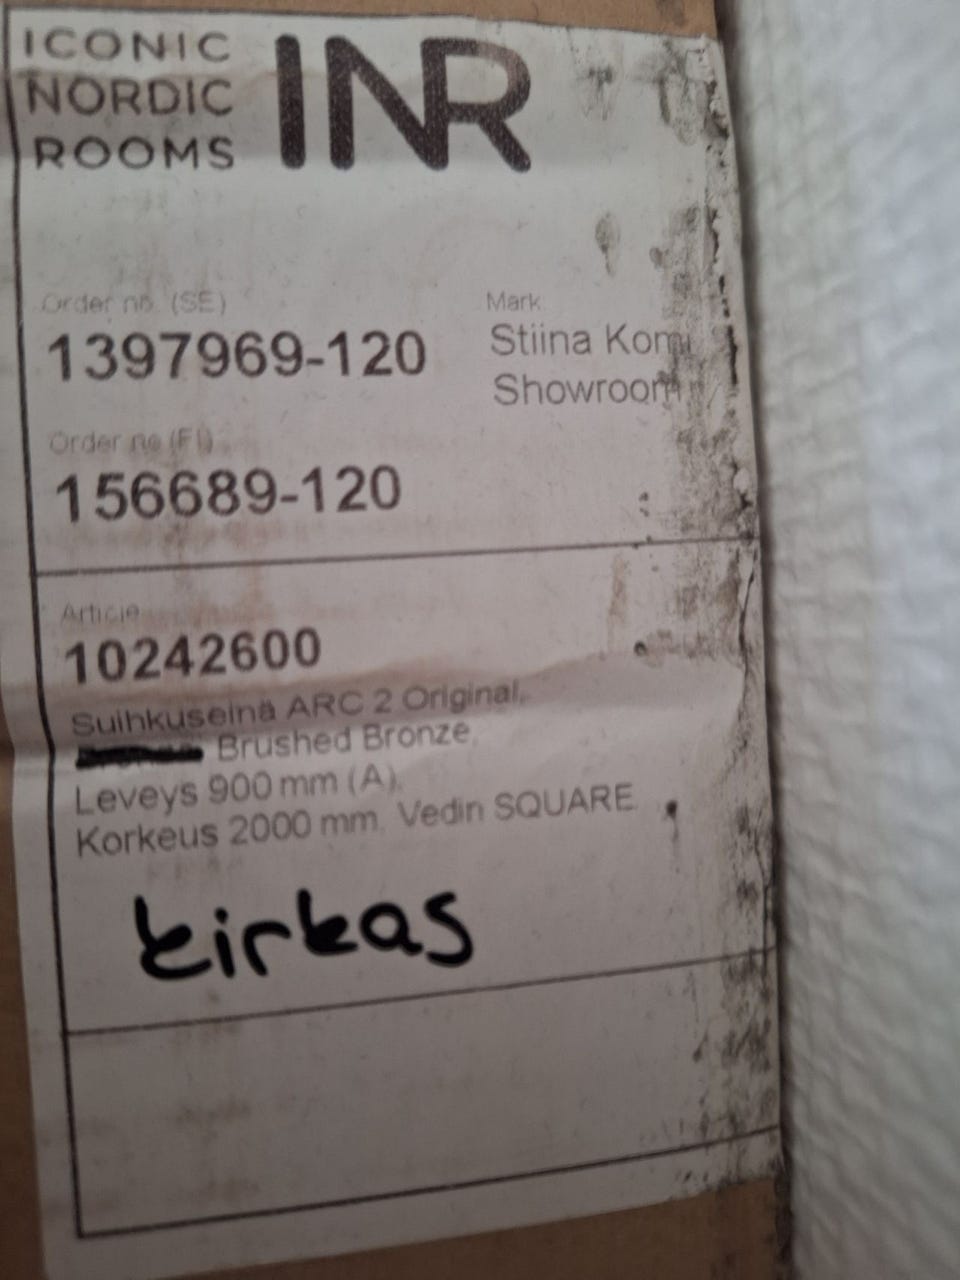 ICONIC
NORDIC
ROOMS
INR
Order no. (SE)
1397969-120
Mark
Stiina Komi
Showroom
Order no (FI)
156689-120
Article
10242600
Suihkuseinä ARC 2 Original,
Brushed Bronze,
Leveys 900 mm (A),
Korkeus 2000 mm, Vedin SQUARE
kirkas